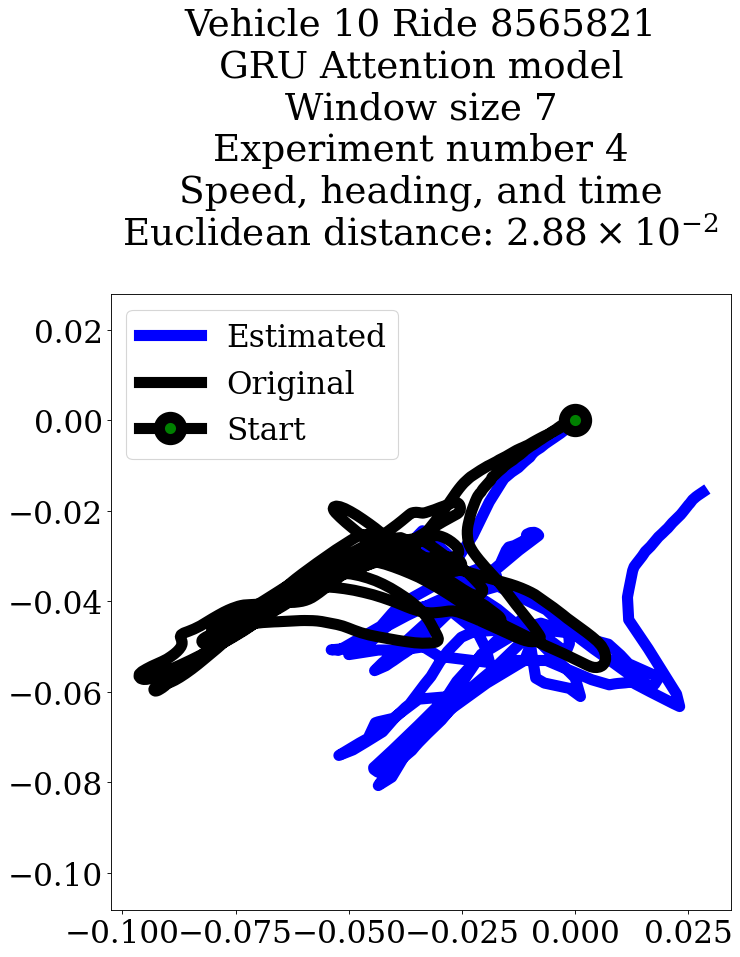 Vehicle 10 Ride 8565821
GRU Attention model
Window size 7
Experiment number 4
Speed, heading, and time
Euclidean distance: 2.88 × 10⁻²
Estimated
Original
Start
0.02
0.00
−0.02
−0.04
−0.06
−0.08
−0.10
−0.100 −0.075 −0.050 −0.025 0.000 0.025